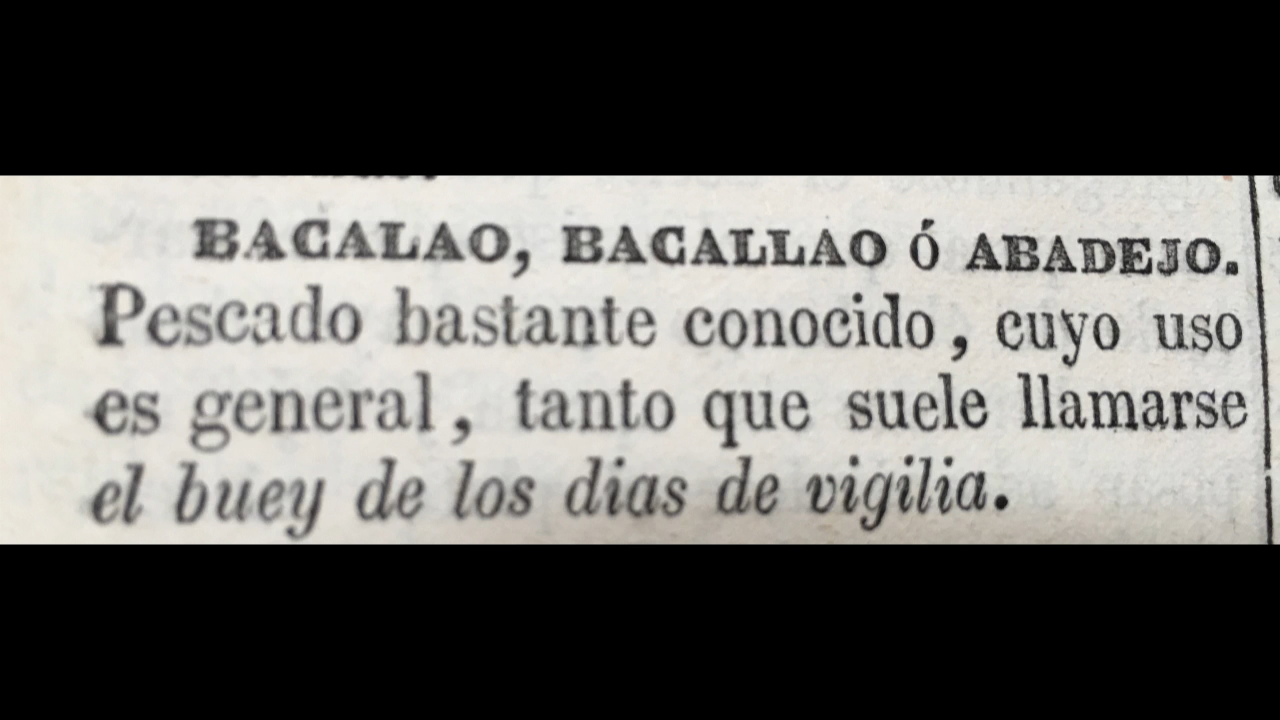 BACALAO, BACALLAO Ó ABADEJO.
Pescado bastante conocido, cuyo uso
es general, tanto que suele llamarse
el buey de los dias de vigilia.